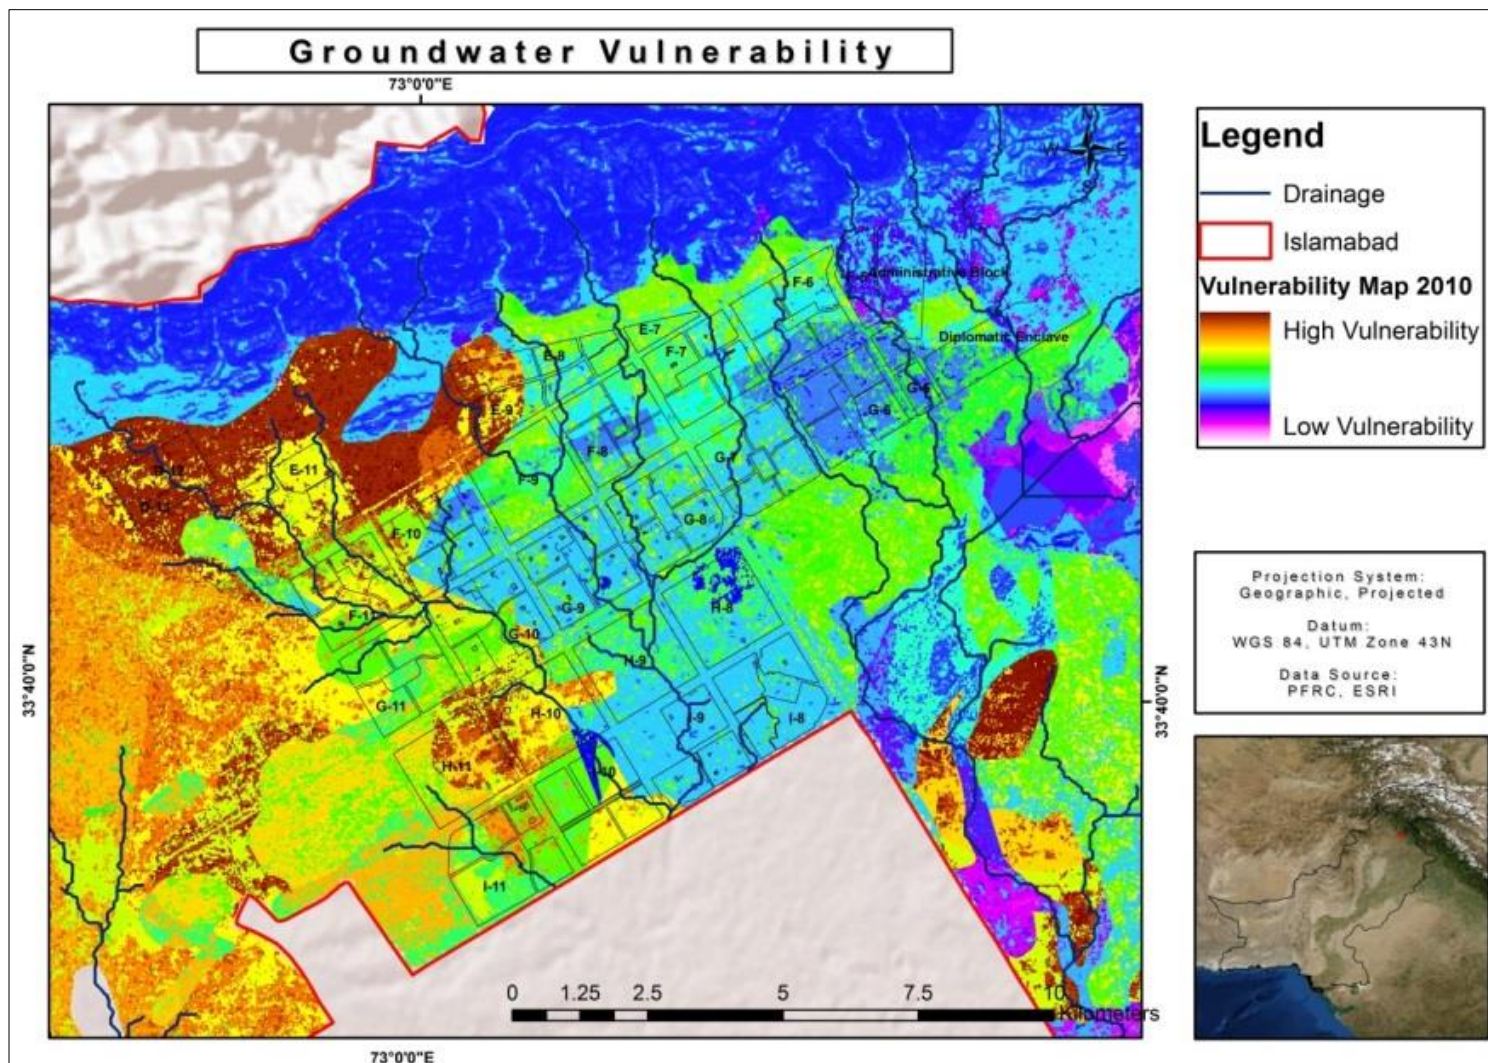 Groundwater Vulnerability
73°0'0"E
Legend
Drainage
Islamabad
Vulnerability Map 2010
High Vulnerability
Low Vulnerability
Projection System:
Geographic, Projected
Datum:
WGS 84, UTM Zone 43N
Data Source:
PFRC, ESRI
N
W E
S
Administrative Block
F-6
Diplomatic Enclave
E-7
F-7
E-8
G-5
E-9
G-6
F-8
G-7
E-11
D-12
F-9
G-8
F-10
H-8
G-9
F-11
G-10
H-9
33°40'0"N
33°40'0"N
G-11
H-10
I-9
I-8
H-11
I-11
0 1.25 2.5 5 7.5 10
Kilometers
73°0'0"E